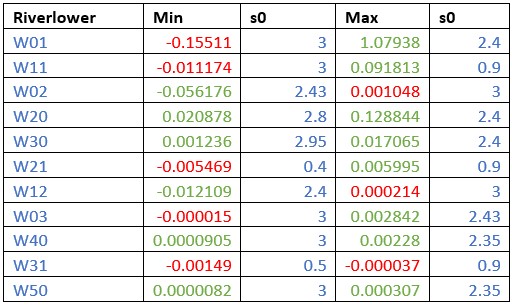 Riverlower Min s0 Max s0
W01 -0.15511 3 1.07938 2.4
W11 -0.011174 3 0.091813 0.9
W02 -0.056176 2.43 0.001048 3
W20 0.020878 2.8 0.128844 2.4
W30 0.001236 2.95 0.017065 2.4
W21 -0.005469 0.4 0.005995 0.9
W12 -0.012109 2.4 0.000214 3
W03 -0.000015 3 0.002842 2.43
W40 0.0000905 3 0.00228 2.35
W31 -0.00149 0.5 -0.000037 0.9
W50 0.0000082 3 0.000307 2.35